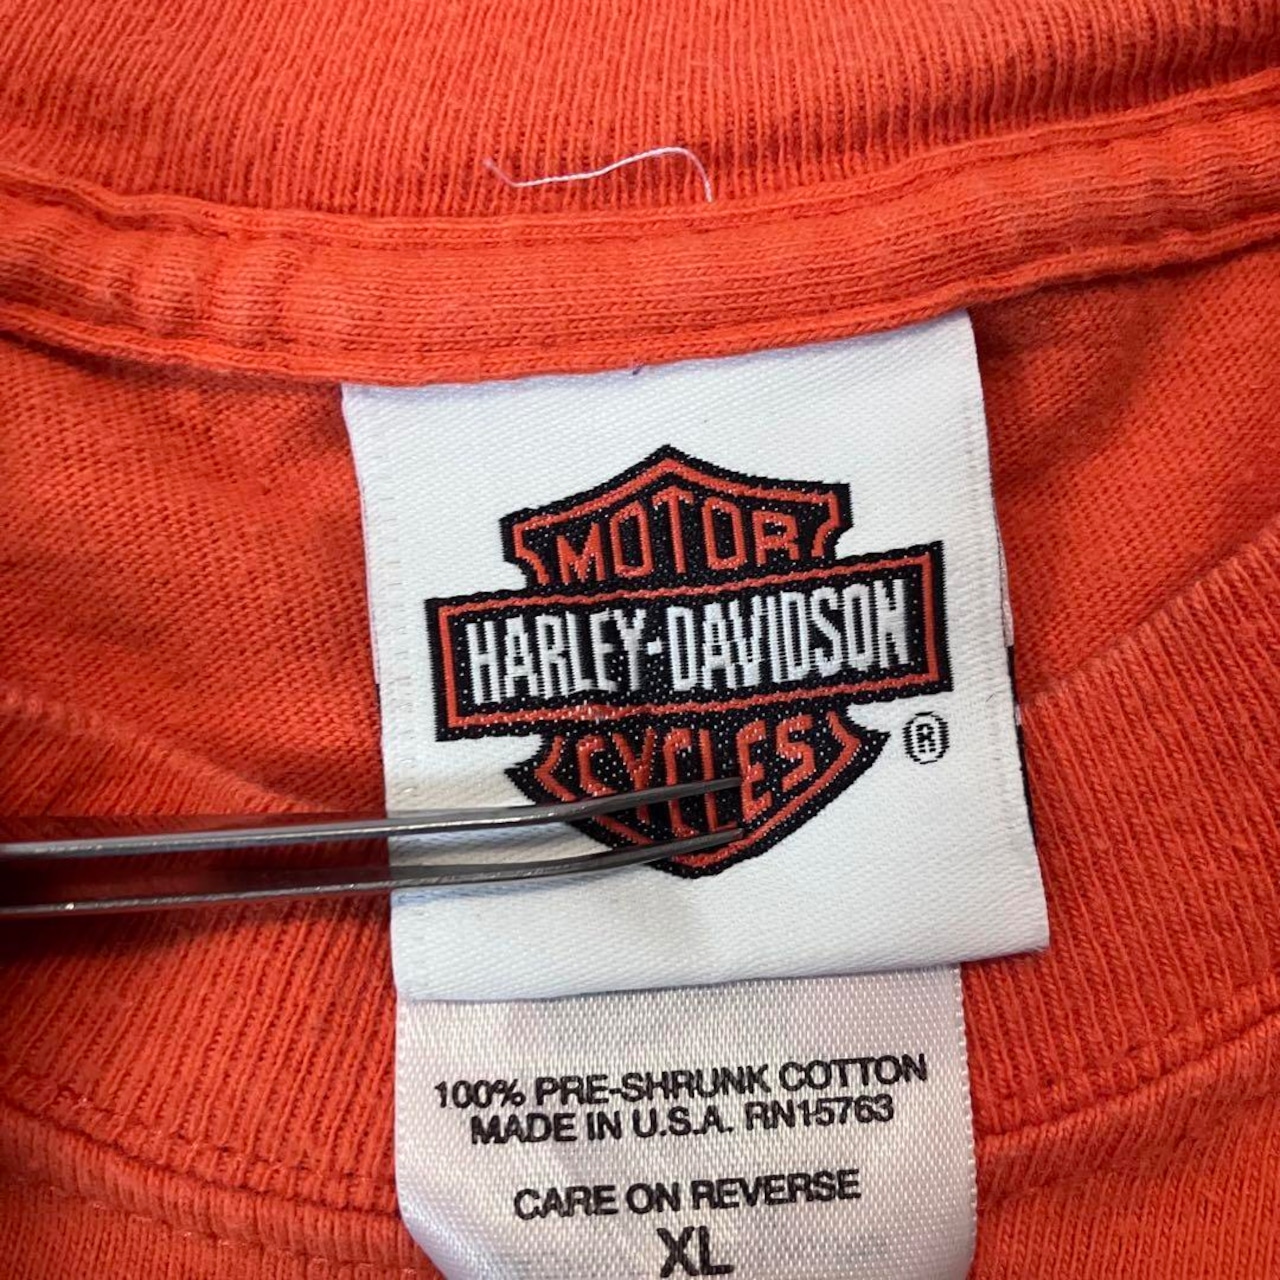 MOTOR
HARLEY-DAVIDSON
CYCLES
®
100% PRE-SHRUNK COTTON
MADE IN U.S.A. RN15763
CARE ON REVERSE
XL